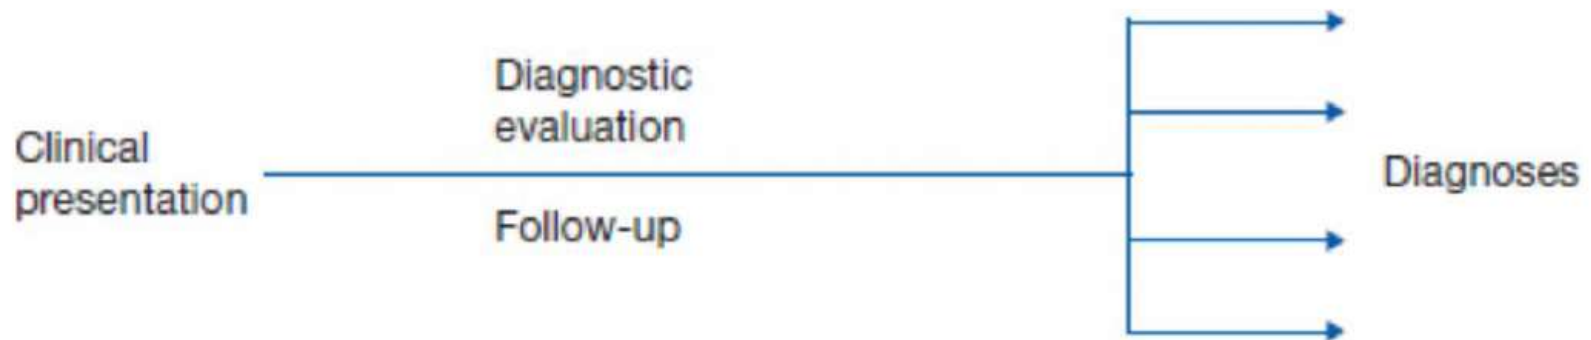 Clinical
presentation
Diagnostic
evaluation
Follow-up
Diagnoses